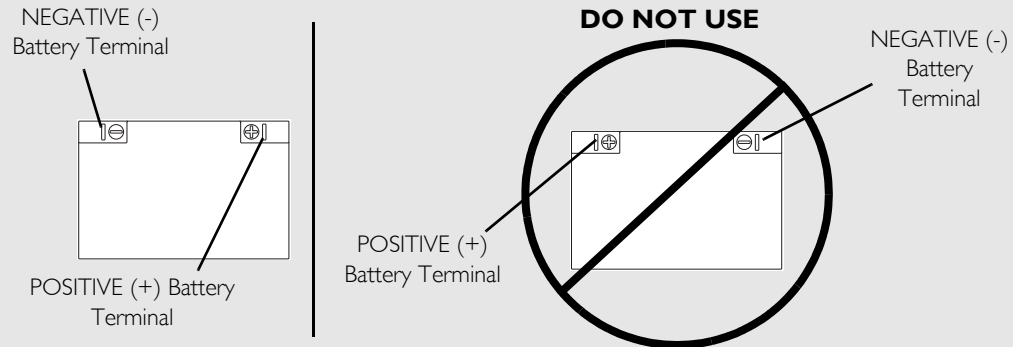 NEGATIVE (-)
Battery Terminal
POSITIVE (+) Battery
Terminal
DO NOT USE
NEGATIVE (-)
Battery
Terminal
POSITIVE (+)
Battery Terminal